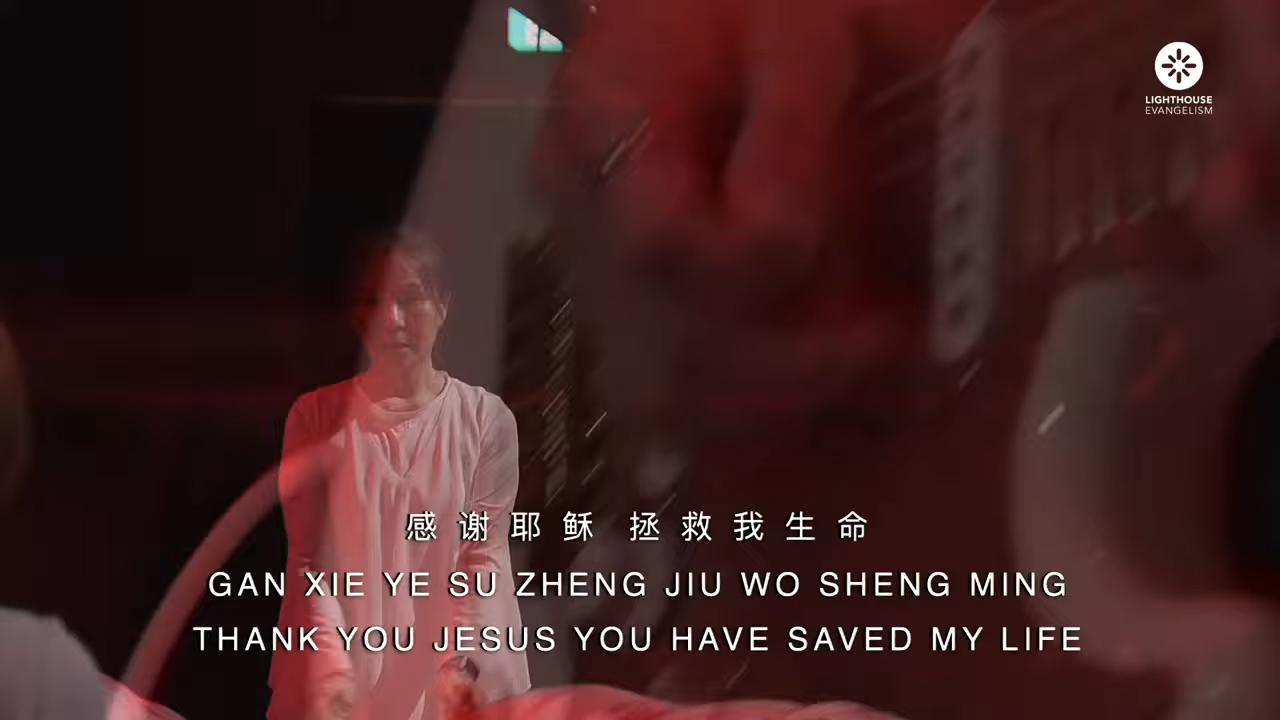 LIGHTHOUSE
EVANGELISM
感谢耶稣 拯救我生命
GAN XIE YE SU ZHENG JIU WO SHENG MING
THANK YOU JESUS YOU HAVE SAVED MY LIFE